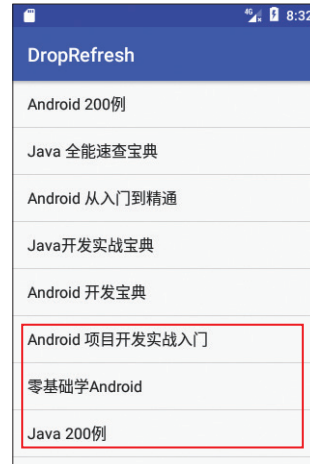 4G 8:32
DropRefresh
Android 200例
Java 全能速查宝典
Android 从入门到精通
Java开发实战宝典
Android 开发宝典
Android 项目开发实战入门
零基础学Android
Java 200例